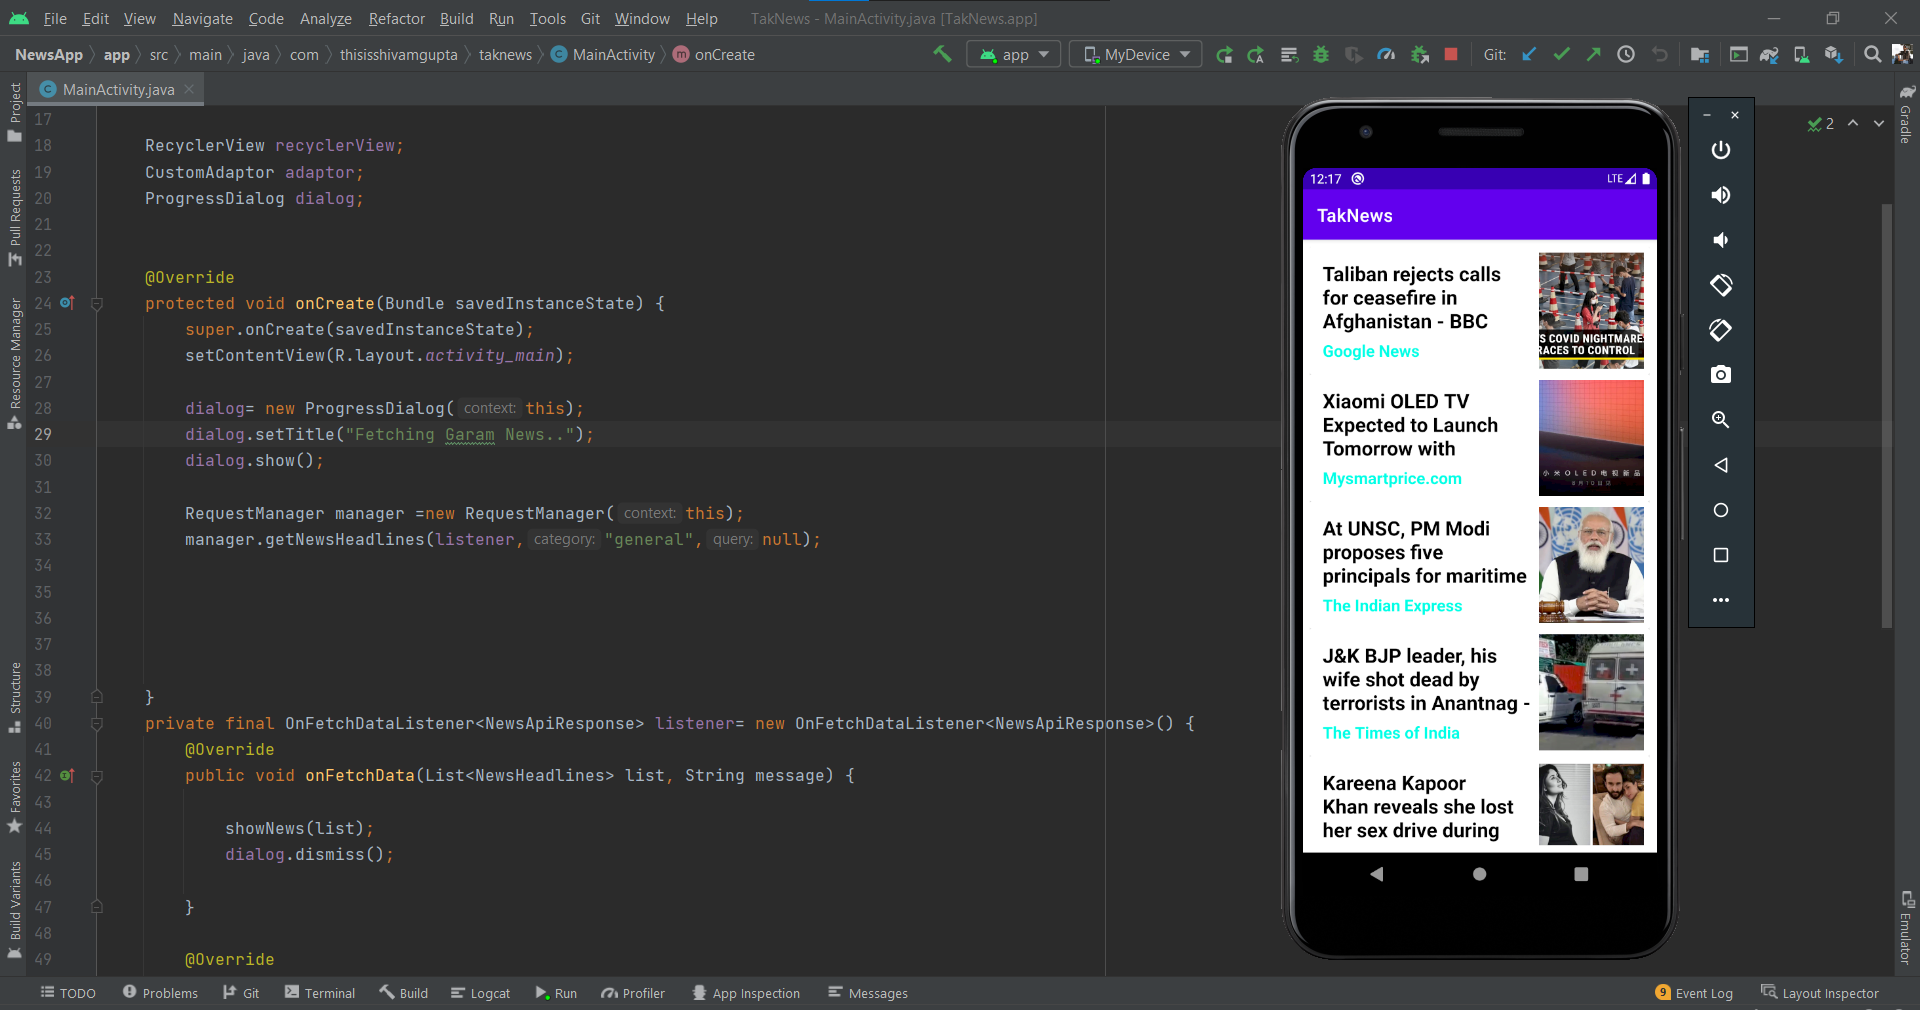 File Edit View Navigate Code Analyze Refactor Build Run Tools Git Window Help TakNews - MainActivity.java [TakNews.app]
NewsApp app src main java com thisisshivamgupta taknews C MainActivity m onCreate app MyDevice Git:
C MainActivity.java
2
Project
Pull Requests
Resource Manager
Structure
Favorites
Build Variants
Gradle
Emulator
17
18 RecyclerView recyclerView;
19 CustomAdaptor adaptor;
20 ProgressDialog dialog;
21
22
23 @Override
24 protected void onCreate(Bundle savedInstanceState) {
25 super.onCreate(savedInstanceState);
26 setContentView(R.layout.activity_main);
27
28 dialog= new ProgressDialog( context: this);
29 dialog.setTitle("Fetching Garam News..");
30 dialog.show();
31
32 RequestManager manager =new RequestManager( context: this);
33 manager.getNewsHeadlines(listener, category: "general", query: null);
34
35
36
37
38
39 }
40 private final OnFetchDataListener<NewsApiResponse> listener= new OnFetchDataListener<NewsApiResponse>() {
41 @Override
42 public void onFetchData(List<NewsHeadlines> list, String message) {
43
44 showNews(list);
45 dialog.dismiss();
46
47 }
48
49 @Override
12:17 LTE
TakNews
Taliban rejects calls
for ceasefire in
Afghanistan - BBC
Google News
S COVID NIGHTMARE
RACES TO CONTROL
Xiaomi OLED TV
Expected to Launch
Tomorrow with
Mysmartprice.com
小米OLED电视新品
At UNSC, PM Modi
proposes five
principals for maritime
The Indian Express
J&K BJP leader, his
wife shot dead by
terrorists in Anantnag -
The Times of India
Kareena Kapoor
Khan reveals she lost
her sex drive during
TODO Problems Git Terminal Build Logcat Run Profiler App Inspection Messages 9 Event Log Layout Inspector